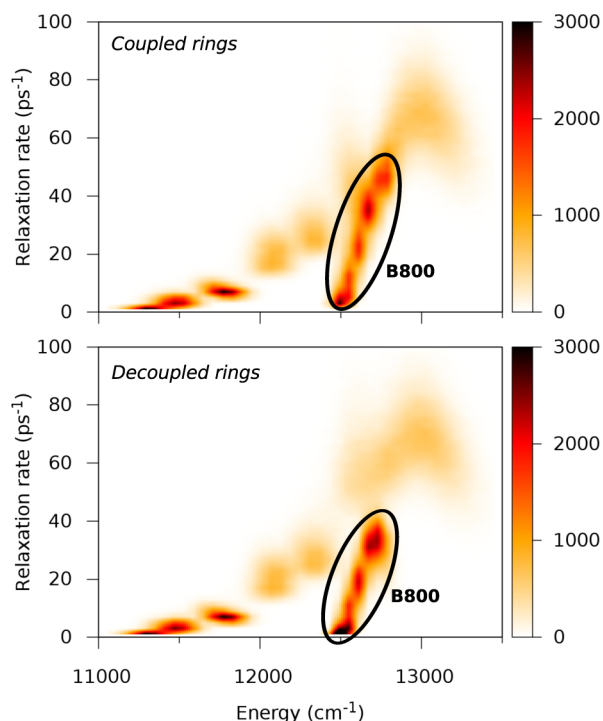 100
80
60
40
20
0
Relaxation rate (ps⁻¹)
Coupled rings
B800
3000
2000
1000
0
100
80
60
40
20
0
Relaxation rate (ps⁻¹)
Decoupled rings
B800
3000
2000
1000
0
11000 12000 13000
Energy (cm⁻¹)